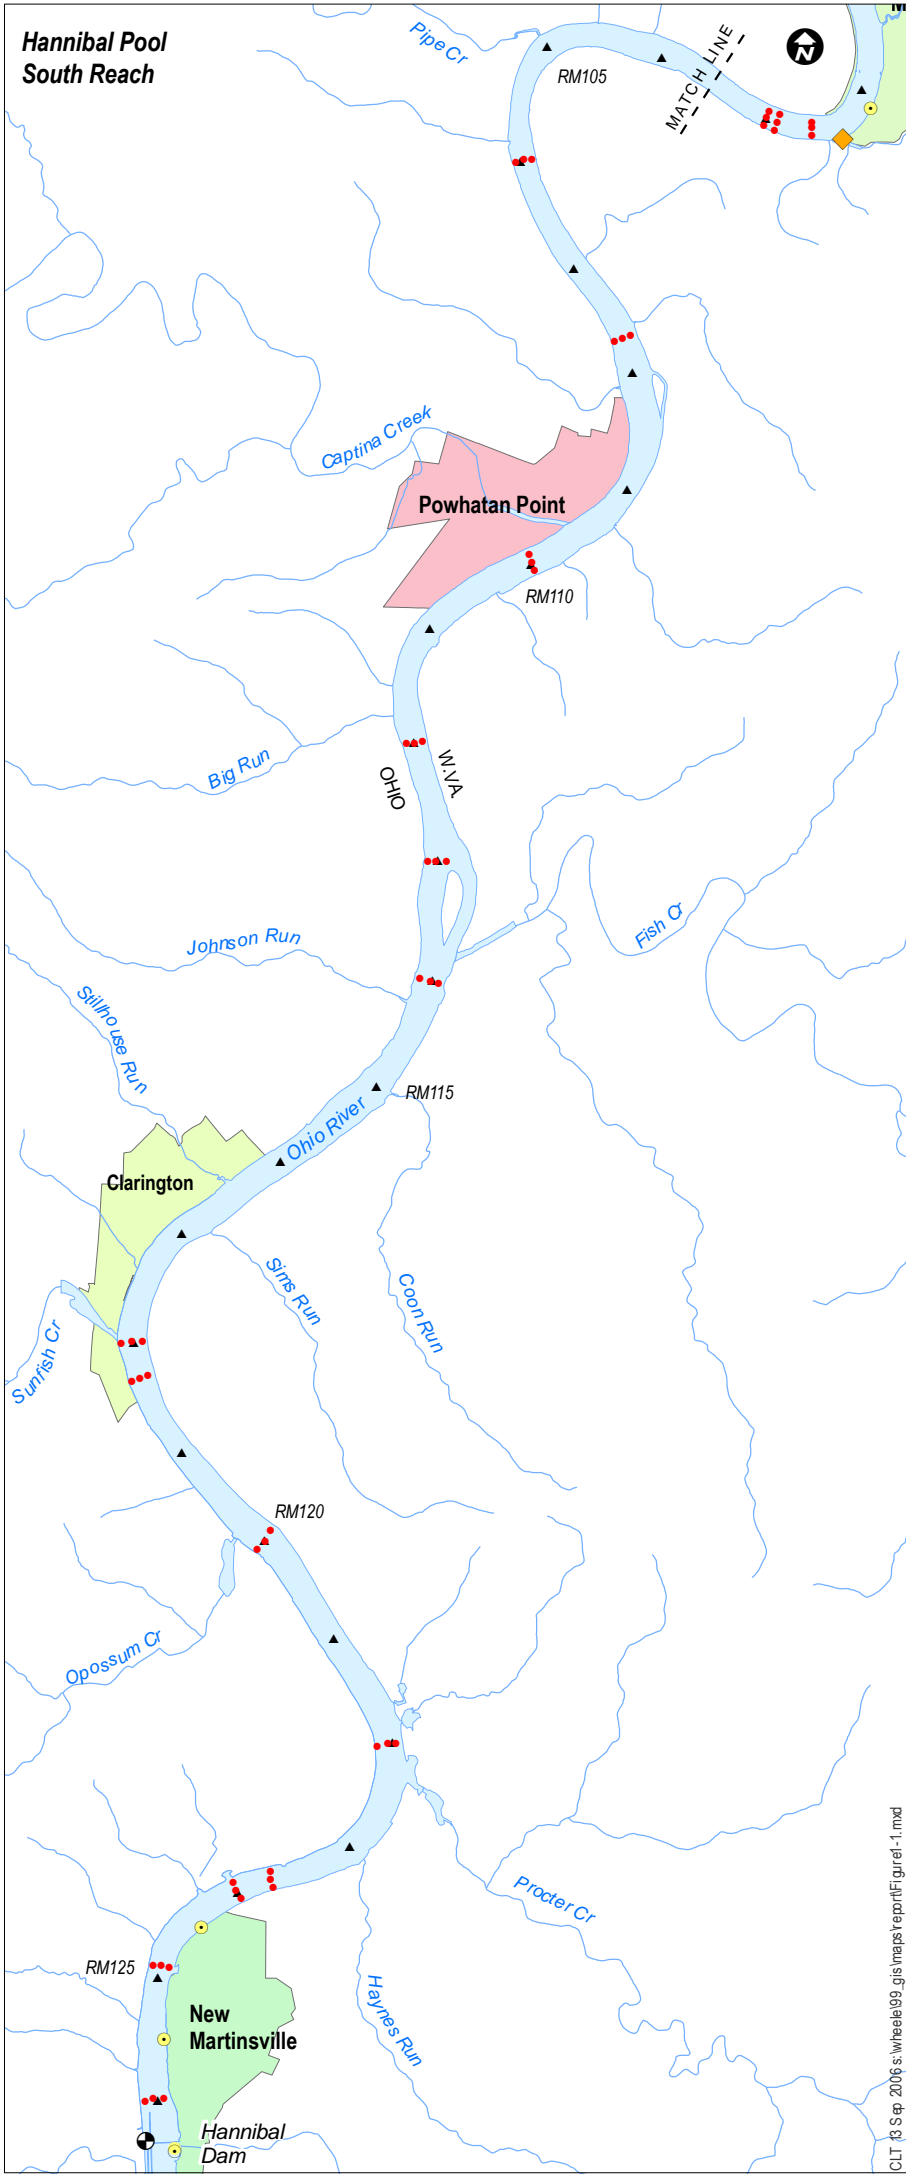 Hannibal Pool
South Reach
Pipe Cr
RM105
MATCH LINE
N
M
Captina Creek
Powhatan Point
RM110
Big Run
OHIO
W.VA
Johnson Run
Fish Cr
Stillhouse Run
RM115
Ohio River
Clarington
Sims Run
Coon Run
Sunfish Cr
RM120
Opossum Cr
Procter Cr
RM125
Haynes Run
New
Martinsville
Hannibal
Dam
CLT 13 Sep 2006 s:\wheele\99_gis\maps\report\Figure1-1.mxd